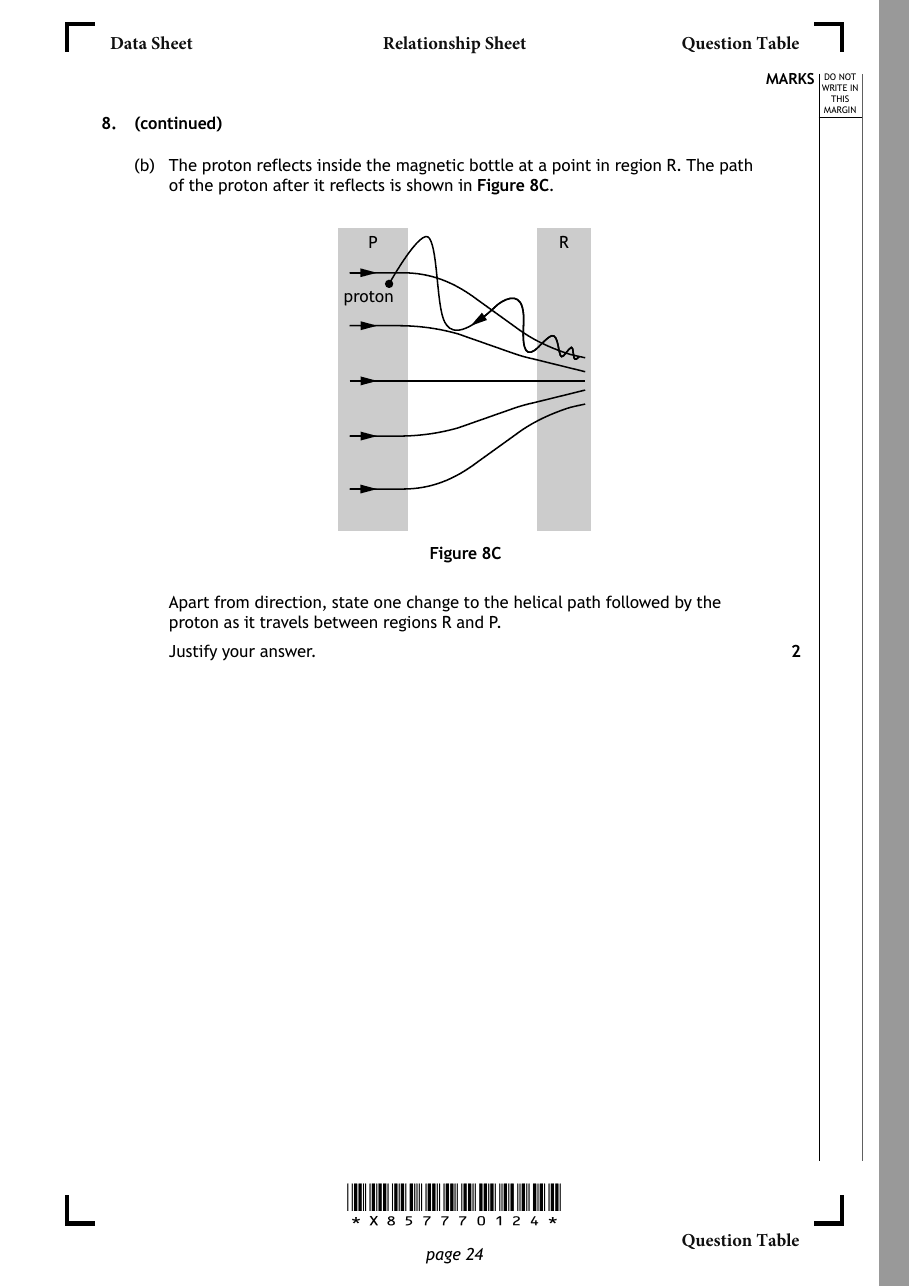 Data Sheet Relationship Sheet Question Table
MARKS
DO NOT
WRITE IN
THIS
MARGIN
8. (continued)
(b) The proton reflects inside the magnetic bottle at a point in region R. The path
of the proton after it reflects is shown in Figure 8C.
P R
proton
Figure 8C
Apart from direction, state one change to the helical path followed by the
proton as it travels between regions R and P.
Justify your answer. 2
* X 8 5 7 7 7 0 1 2 4 *
Question Table
page 24